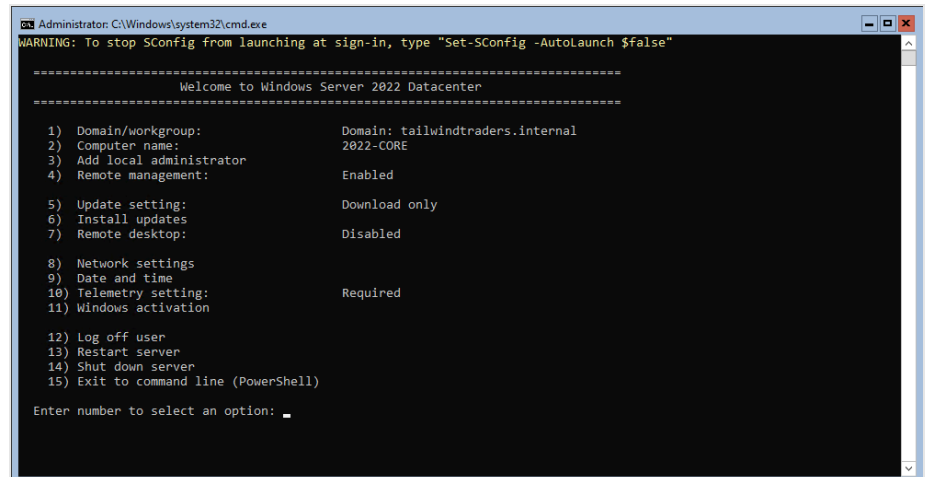 Administrator: C:\Windows\system32\cmd.exe
WARNING: To stop SConfig from launching at sign-in, type "Set-SConfig -AutoLaunch $false"
================================================================================
Welcome to Windows Server 2022 Datacenter
================================================================================
1) Domain/workgroup: Domain: tailwindtraders.internal
2) Computer name: 2022-CORE
3) Add local administrator
4) Remote management: Enabled
5) Update setting: Download only
6) Install updates
7) Remote desktop: Disabled
8) Network settings
9) Date and time
10) Telemetry setting: Required
11) Windows activation
12) Log off user
13) Restart server
14) Shut down server
15) Exit to command line (PowerShell)
Enter number to select an option: